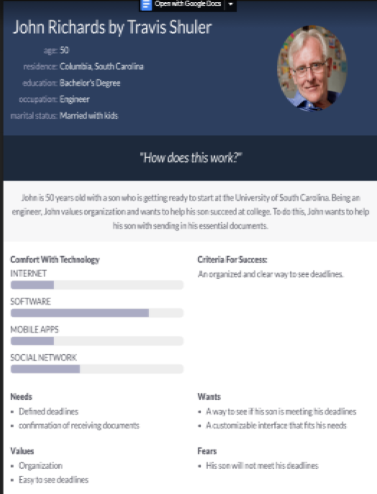 Open with Google Docs
John Richards by Travis Shuler
age: 50
residence: Columbia, South Carolina
education: Bachelor's Degree
occupation: Engineer
marital status: Married with kids
"How does this work?"
John is 50 years old with a son who is getting ready to start at the University of South Carolina. Being an
engineer, John values organization and wants to help his son succeed at college. To do this, John wants to help
his son with sending in his essential documents.
Comfort With Technology
INTERNET
SOFTWARE
MOBILE APPS
SOCIAL NETWORK
Criteria For Success:
An organized and clear way to see deadlines.
Needs
• Defined deadlines
• confirmation of receiving documents
Wants
• A way to see if his son is meeting his deadlines
• A customizable interface that fits his needs
Values
• Organization
• Easy to see deadlines
Fears
• His son will not meet his deadlines